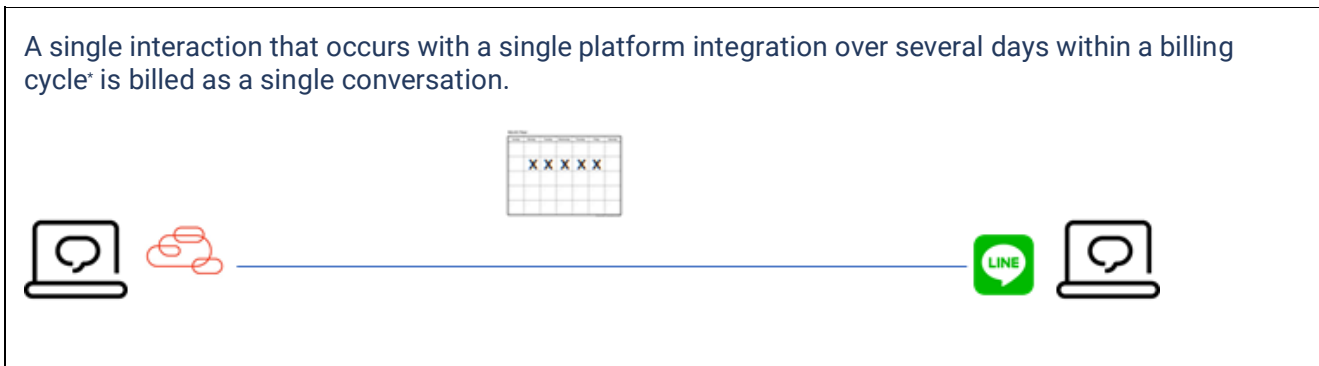 A single interaction that occurs with a single platform integration over several days within a billing
cycle* is billed as a single conversation.
X X X X X
LINE